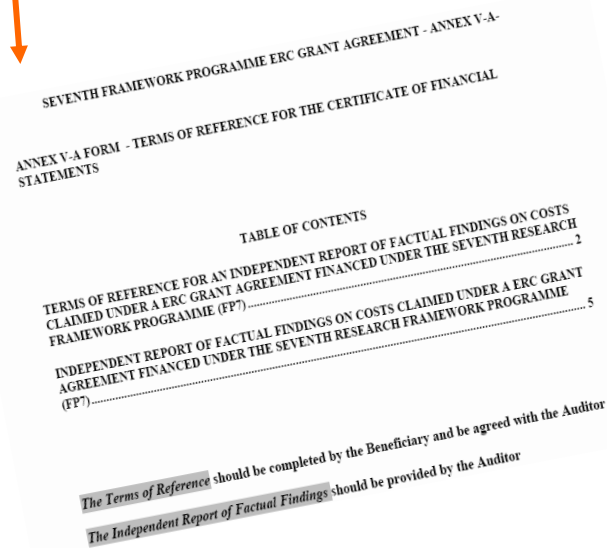 SEVENTH FRAMEWORK PROGRAMME ERC GRANT AGREEMENT - ANNEX V-A-
ANNEX V-A FORM - TERMS OF REFERENCE FOR THE CERTIFICATE OF FINANCIAL
STATEMENTS
TABLE OF CONTENTS
TERMS OF REFERENCE FOR AN INDEPENDENT REPORT OF FACTUAL FINDINGS ON COSTS
CLAIMED UNDER A ERC GRANT AGREEMENT FINANCED UNDER THE SEVENTH RESEARCH
FRAMEWORK PROGRAMME (FP7)........................................................................................ 2
INDEPENDENT REPORT OF FACTUAL FINDINGS ON COSTS CLAIMED UNDER A ERC GRANT
AGREEMENT FINANCED UNDER THE SEVENTH RESEARCH FRAMEWORK PROGRAMME
(FP7)................................................................................................................................ 5
The Terms of Reference should be completed by the Beneficiary and be agreed with the Auditor
The Independent Report of Factual Findings should be provided by the Auditor